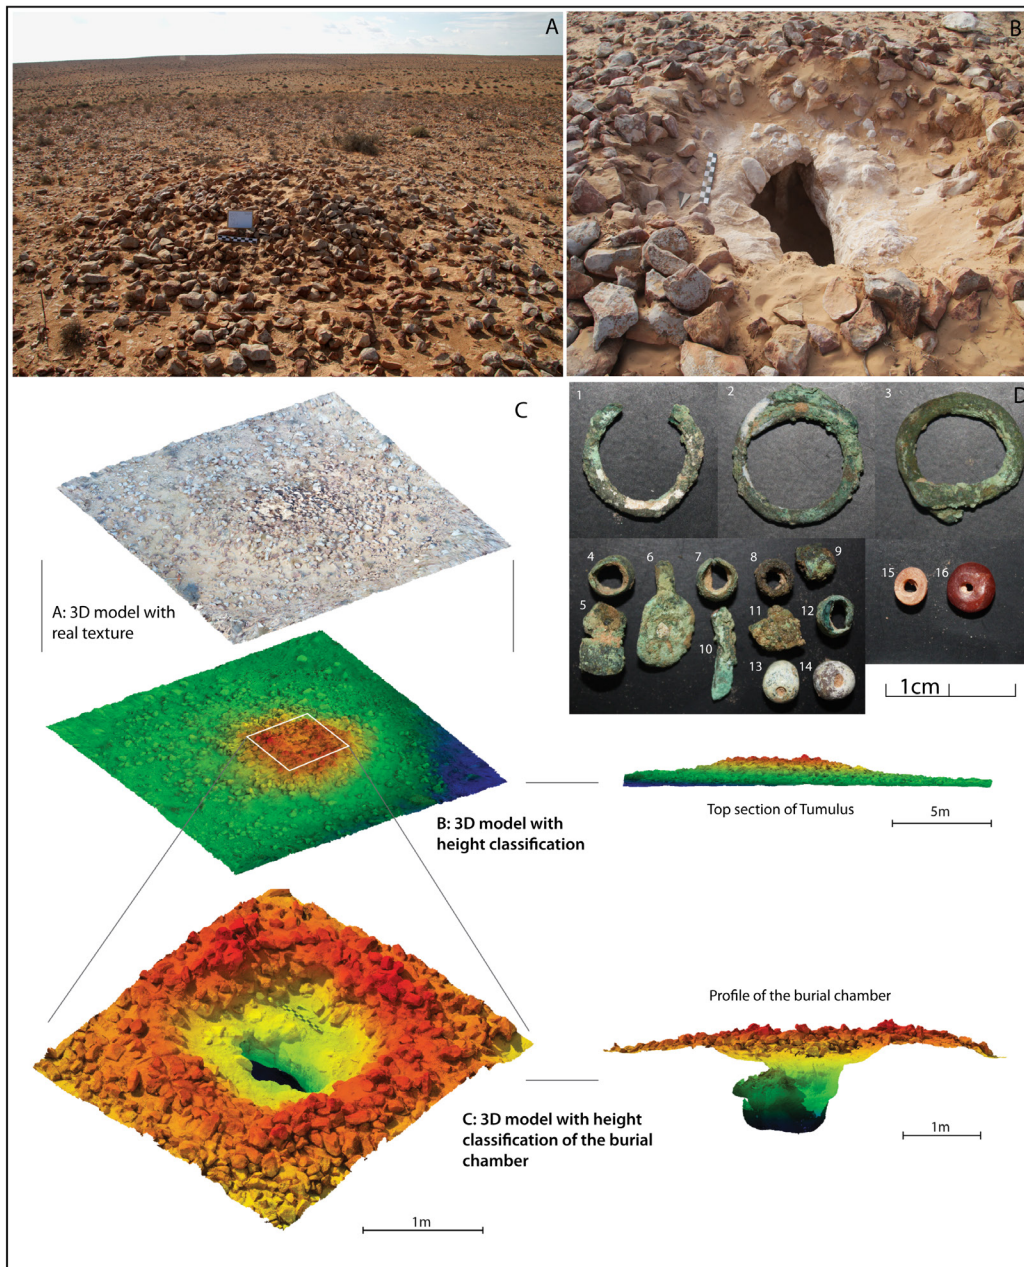 A
B
C
D
1
2
3
4
5
6
7
8
9
10
11
12
13
14
15
16
1cm
A: 3D model with
real texture
B: 3D model with
height classification
Top section of Tumulus
5m
Profile of the burial chamber
C: 3D model with height
classification of the burial
chamber
1m
1m